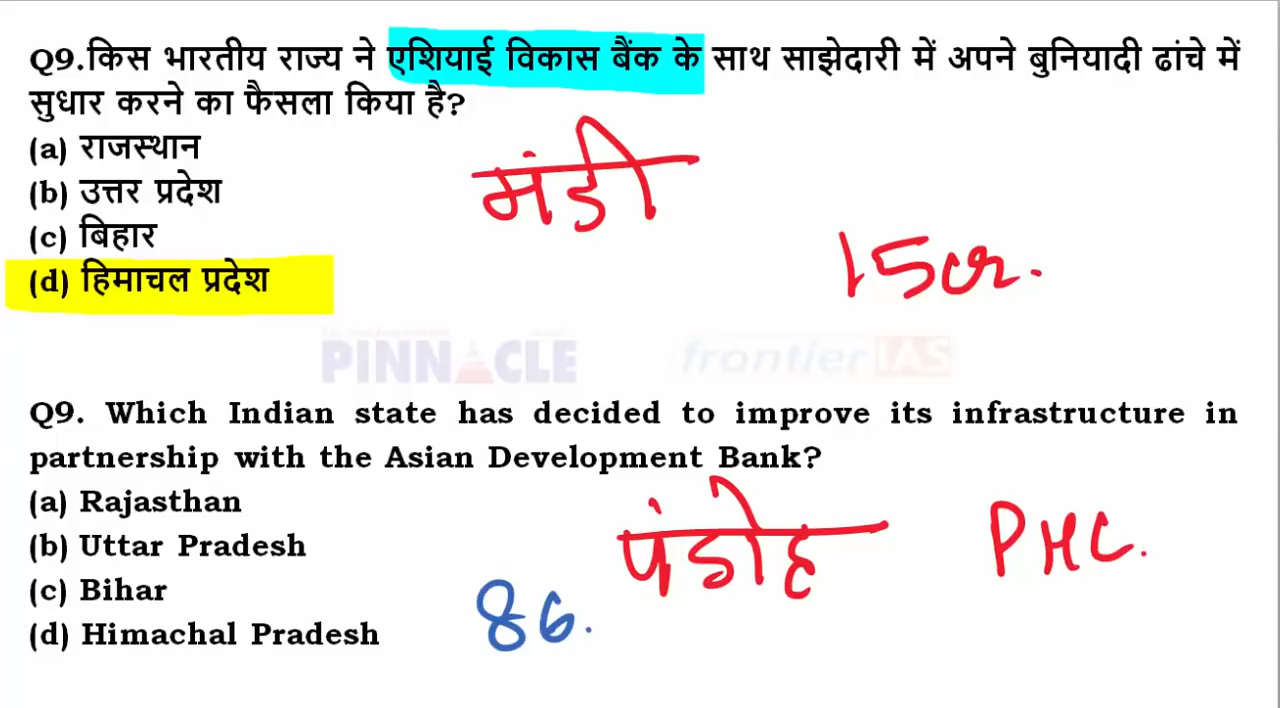 Q9.किस भारतीय राज्य ने एशियाई विकास बैंक के साथ साझेदारी में अपने बुनियादी ढांचे में
सुधार करने का फैसला किया है?
(a) राजस्थान
(b) उत्तर प्रदेश
(c) बिहार
(d) हिमाचल प्रदेश
मंडी
15cr.
PINNACLE
frontier IAS
Q9. Which Indian state has decided to improve its infrastructure in
partnership with the Asian Development Bank?
(a) Rajasthan
(b) Uttar Pradesh
(c) Bihar
(d) Himachal Pradesh
पंडोह
PHC.
86.